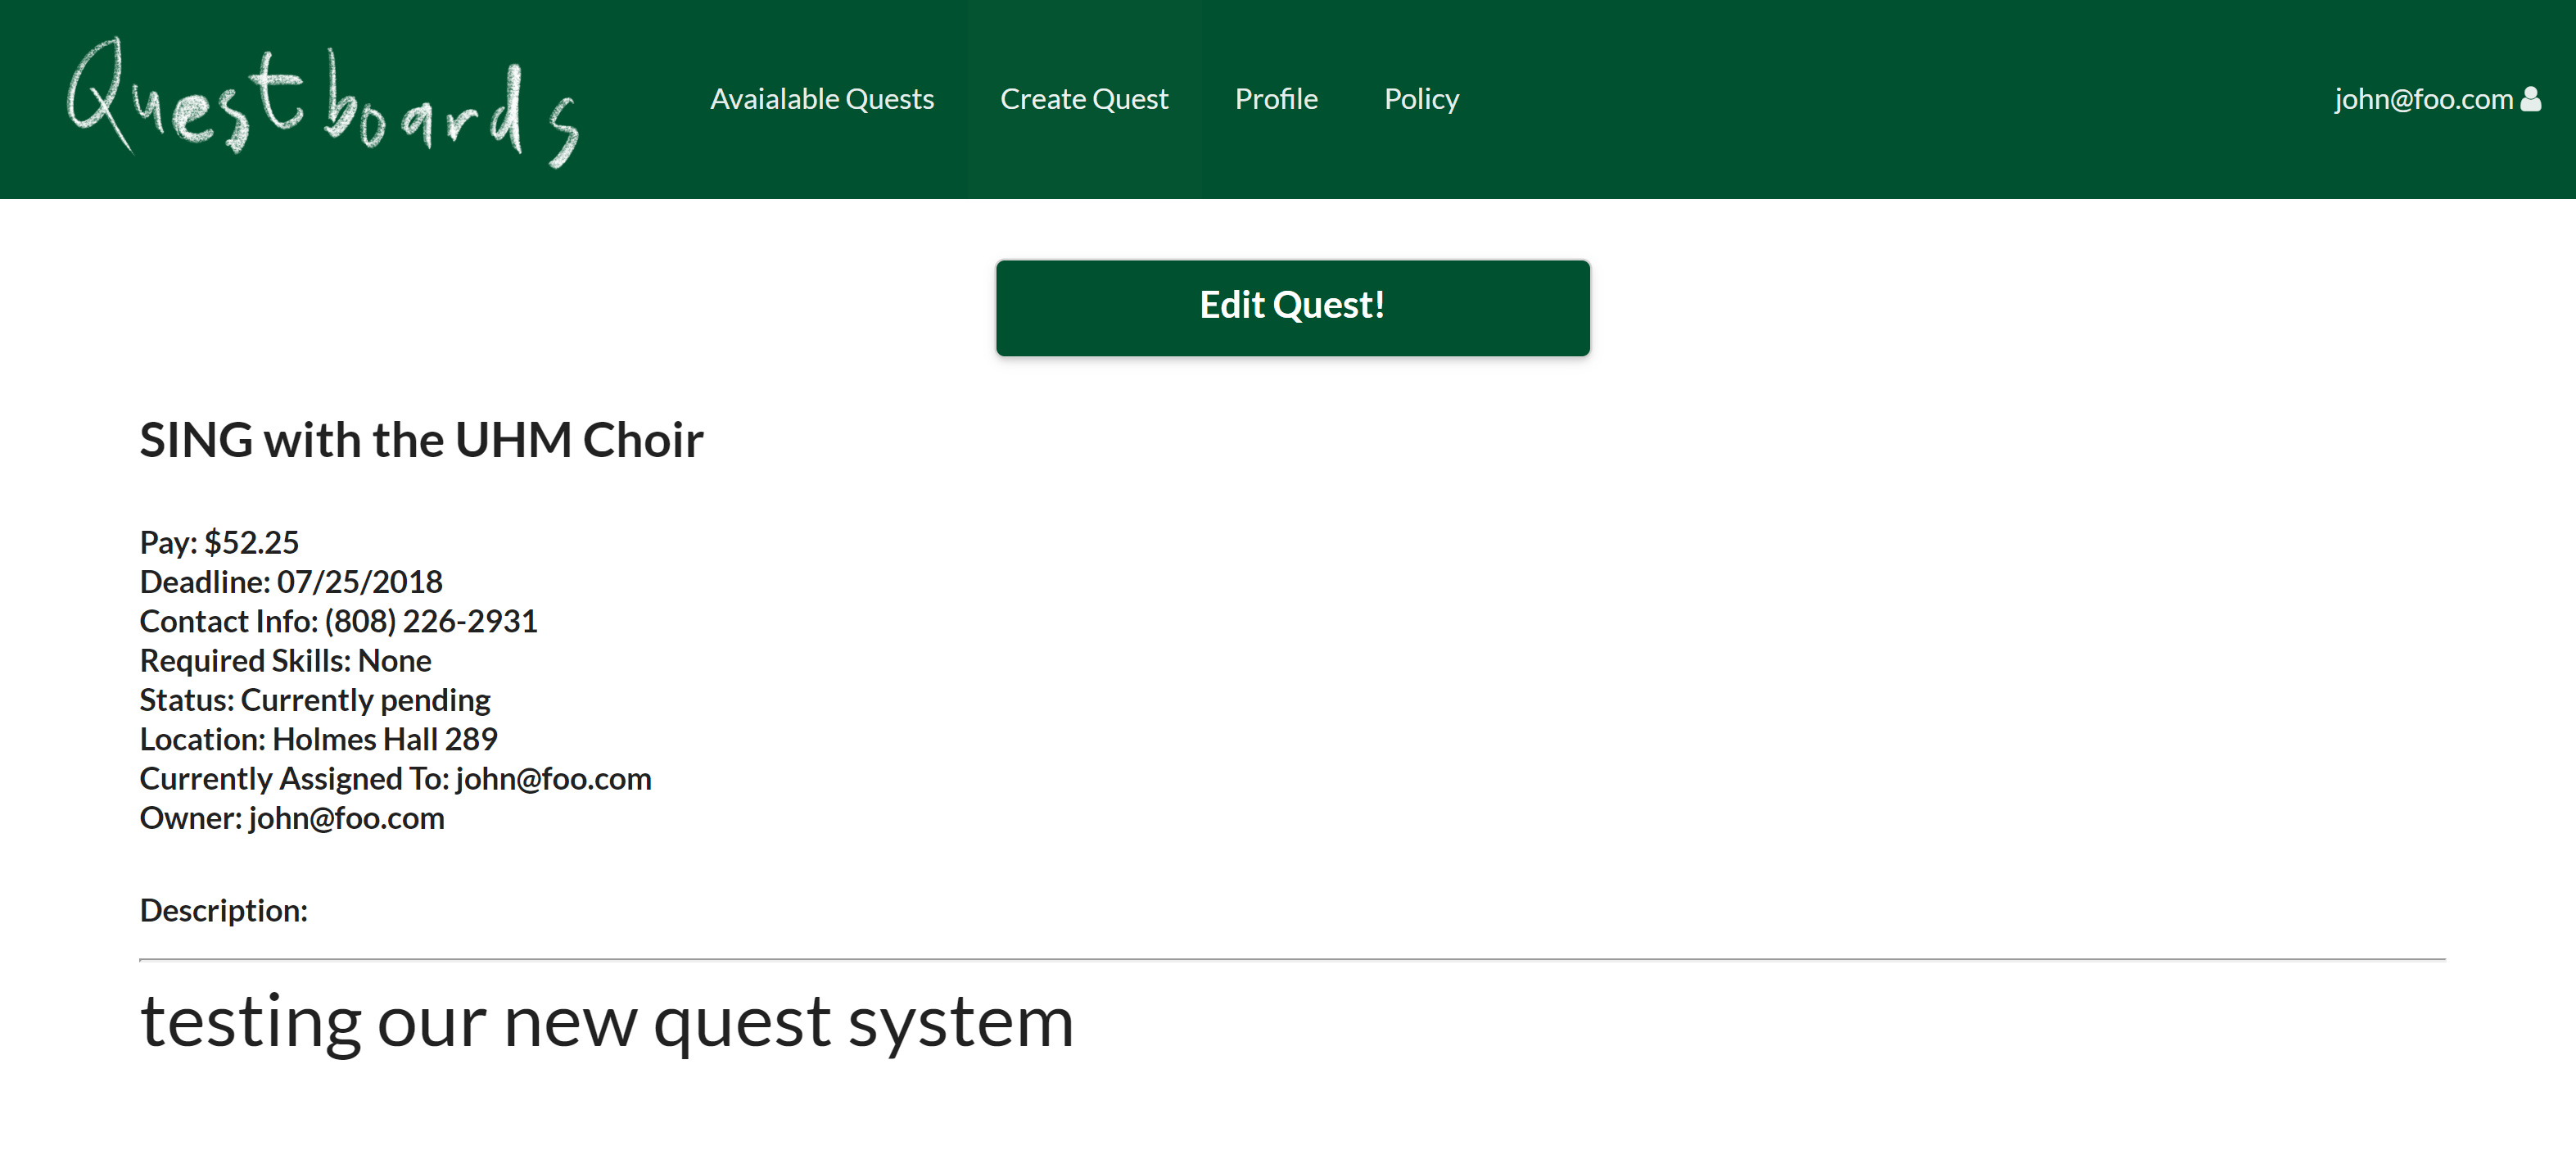 Questboards
Avaialable Quests Create Quest Profile Policy john@foo.com
Edit Quest!
SING with the UHM Choir
Pay: $52.25
Deadline: 07/25/2018
Contact Info: (808) 226-2931
Required Skills: None
Status: Currently pending
Location: Holmes Hall 289
Currently Assigned To: john@foo.com
Owner: john@foo.com
Description:
testing our new quest system